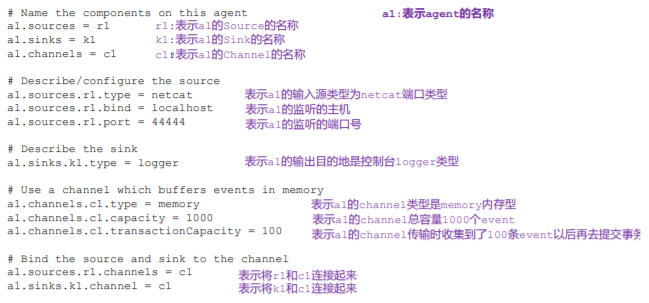 # Name the components on this agent a1:表示agent的名称
a1.sources = r1 r1:表示a1的Source的名称
a1.sinks = k1 k1:表示a1的Sink的名称
a1.channels = c1 c1:表示a1的Channel的名称
# Describe/configure the source
a1.sources.r1.type = netcat 表示a1的输入源类型为netcat端口类型
a1.sources.r1.bind = localhost 表示a1的监听的主机
a1.sources.r1.port = 44444 表示a1的监听的端口号
# Describe the sink
a1.sinks.k1.type = logger 表示a1的输出目的地是控制台logger类型
# Use a channel which buffers events in memory
a1.channels.c1.type = memory 表示a1的channel类型是memory内存型
a1.channels.c1.capacity = 1000 表示a1的channel总容量1000个event
a1.channels.c1.transactionCapacity = 100 表示a1的channel传输时收集到了100条event以后再去提交事务
# Bind the source and sink to the channel
a1.sources.r1.channels = c1 表示将r1和c1连接起来
a1.sinks.k1.channel = c1 表示将k1和c1连接起来